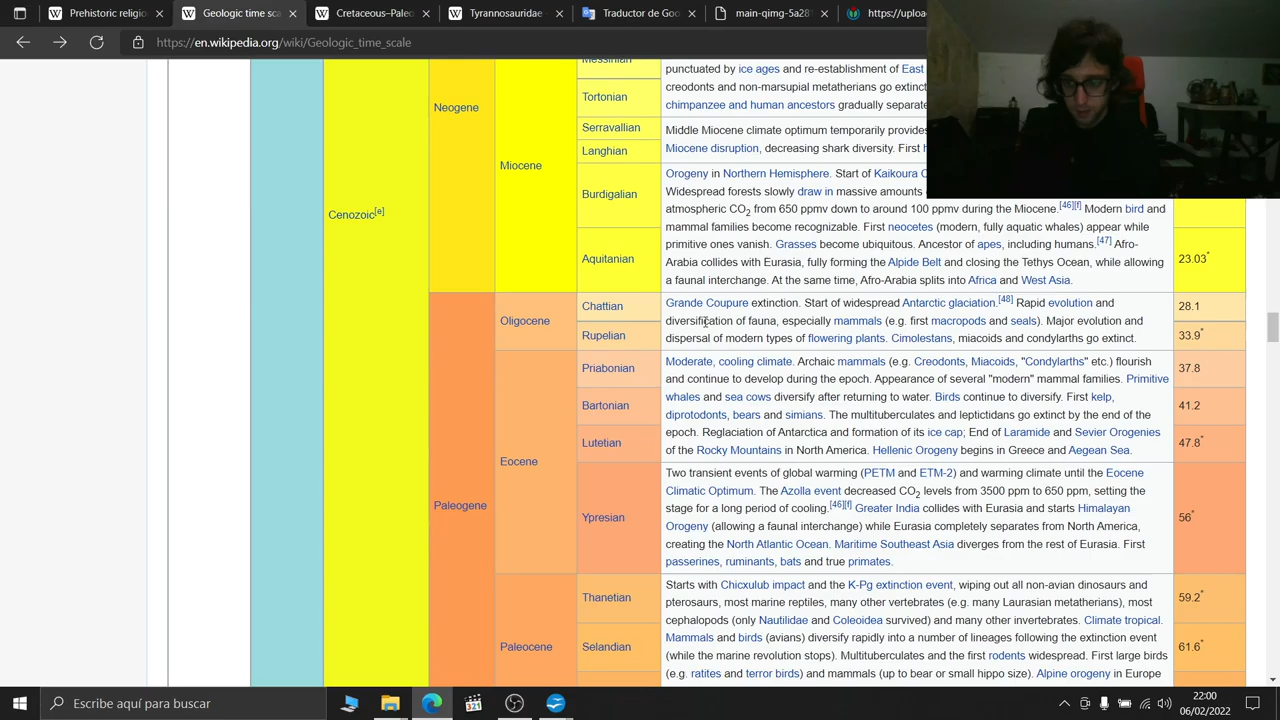 Prehistoric religio
Geologic time sca
Cretaceous–Paleo
Tyrannosauridae
Traductor de Goo
main-qimg-5a281
https://upload
https://en.wikipedia.org/wiki/Geologic_time_scale
Messinian
punctuated by ice ages and re-establishment of East
creodonts and non-marsupial metatherians go extinct
Neogene
Tortonian
chimpanzee and human ancestors gradually separate
Serravallian
Middle Miocene climate optimum temporarily provides
Langhian
Miocene disruption, decreasing shark diversity. First
Miocene
Cenozoic[e]
Burdigalian
Orogeny in Northern Hemisphere. Start of Kaikoura
Widespread forests slowly draw in massive amounts
atmospheric CO2 from 650 ppmv down to around 100 ppmv during the Miocene.[46][f] Modern bird and
mammal families become recognizable. First neocetes (modern, fully aquatic whales) appear while
primitive ones vanish. Grasses become ubiquitous. Ancestor of apes, including humans.[47] Afro-
Aquitanian
Arabia collides with Eurasia, fully forming the Alpide Belt and closing the Tethys Ocean, while allowing
a faunal interchange. At the same time, Afro-Arabia splits into Africa and West Asia.
23.03*
Paleogene
Oligocene
Chattian
Grande Coupure extinction. Start of widespread Antarctic glaciation.[48] Rapid evolution and
28.1
diversification of fauna, especially mammals (e.g. first macropods and seals). Major evolution and
Rupelian
dispersal of modern types of flowering plants. Cimolestans, miacoids and condylarths go extinct.
33.9*
Eocene
Priabonian
Moderate, cooling climate. Archaic mammals (e.g. Creodonts, Miacoids, "Condylarths" etc.) flourish
and continue to develop during the epoch. Appearance of several "modern" mammal families. Primitive
37.8
Bartonian
whales and sea cows diversify after returning to water. Birds continue to diversify. First kelp,
diprotodonts, bears and simians. The multituberculates and leptictidans go extinct by the end of the
41.2
Lutetian
epoch. Reglaciation of Antarctica and formation of its ice cap; End of Laramide and Sevier Orogenies
of the Rocky Mountains in North America. Hellenic Orogeny begins in Greece and Aegean Sea.
47.8*
Ypresian
Two transient events of global warming (PETM and ETM-2) and warming climate until the Eocene
Climatic Optimum. The Azolla event decreased CO2 levels from 3500 ppm to 650 ppm, setting the
stage for a long period of cooling.[46][f] Greater India collides with Eurasia and starts Himalayan
Orogeny (allowing a faunal interchange) while Eurasia completely separates from North America,
creating the North Atlantic Ocean. Maritime Southeast Asia diverges from the rest of Eurasia. First
passerines, ruminants, bats and true primates.
56*
Paleocene
Thanetian
Starts with Chicxulub impact and the K-Pg extinction event, wiping out all non-avian dinosaurs and
pterosaurs, most marine reptiles, many other vertebrates (e.g. many Laurasian metatherians), most
59.2*
cephalopods (only Nautilidae and Coleoidea survived) and many other invertebrates. Climate tropical.
Selandian
Mammals and birds (avians) diversify rapidly into a number of lineages following the extinction event
(while the marine revolution stops). Multituberculates and the first rodents widespread. First large birds
(e.g. ratites and terror birds) and mammals (up to bear or small hippo size). Alpine orogeny in Europe
61.6*
Escribe aquí para buscar
22:00
06/02/2022